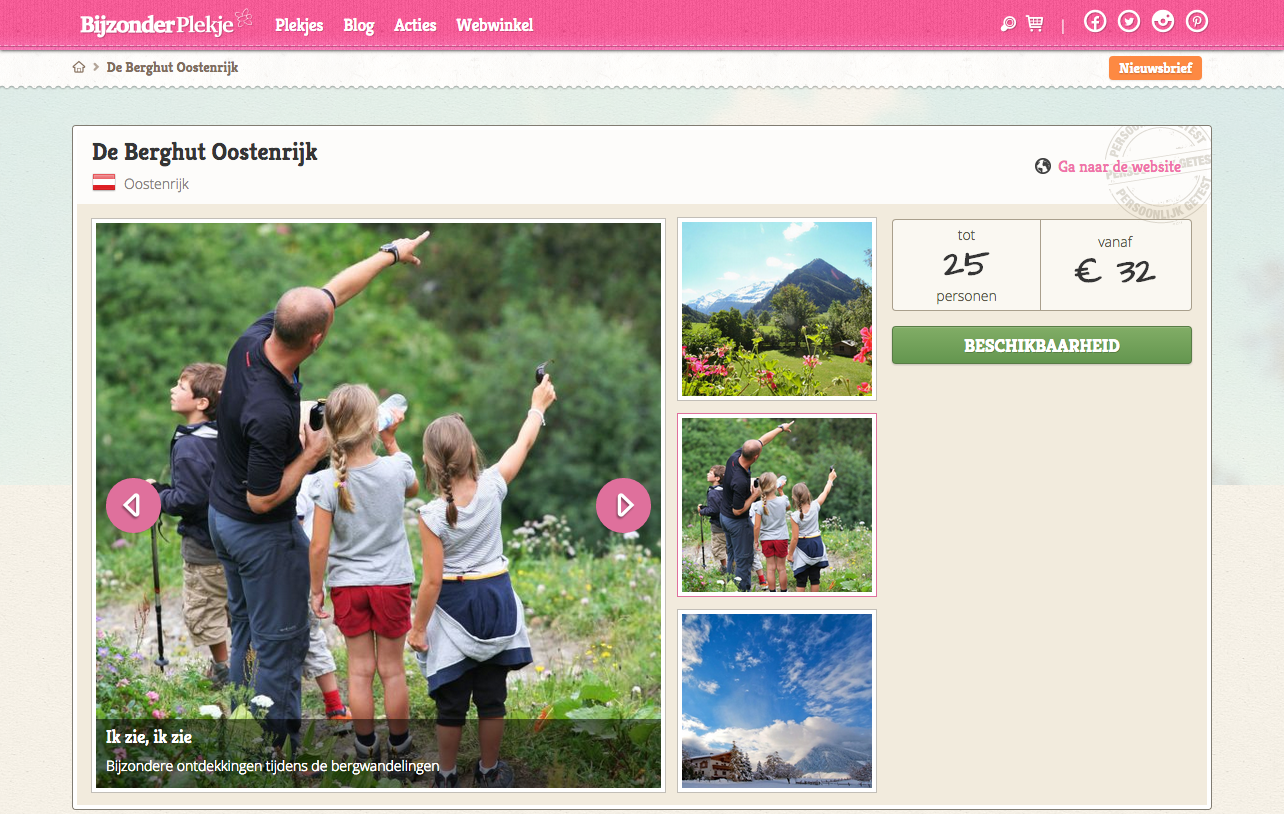 BijzonderPlekje Plekjes Blog Acties Webwinkel
De Berghut Oostenrijk Nieuwsbrief
De Berghut Oostenrijk
Oostenrijk
Ga naar de website
PERSOONLIJK GETEST
tot
25
personen
vanaf
€ 32
BESCHIKBAARHEID
Ik zie, ik zie
Bijzondere ontdekkingen tijdens de bergwandelingen